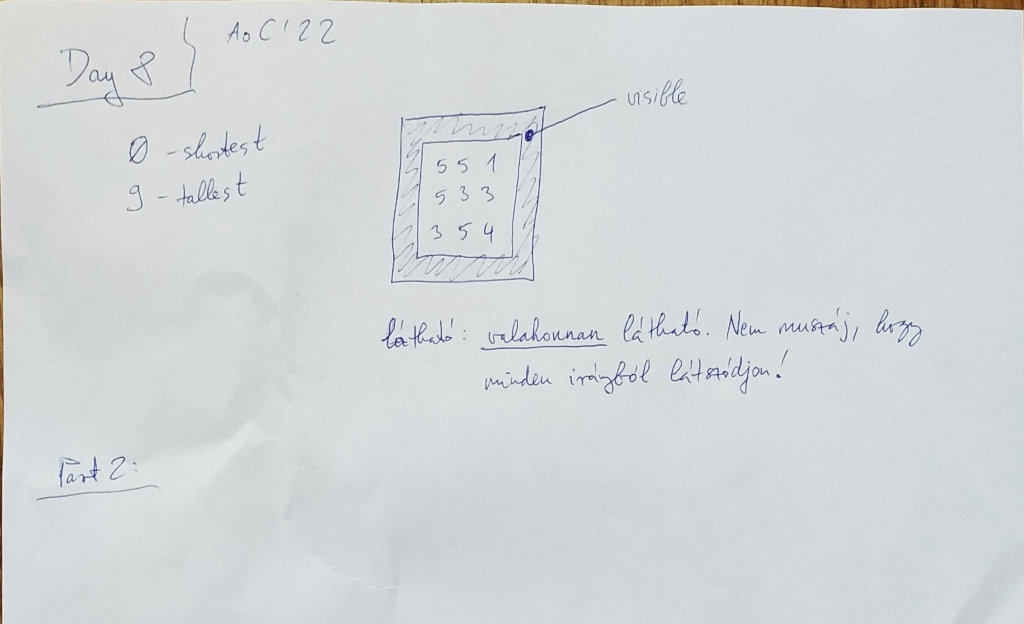 Day 8
AoC'22
0 - shortest
9 - tallest
visible
5 5 1
5 3 3
3 5 4
látható: valahonnan látható. Nem muszáj, hogy
minden irányból látszódjon!
Part 2: